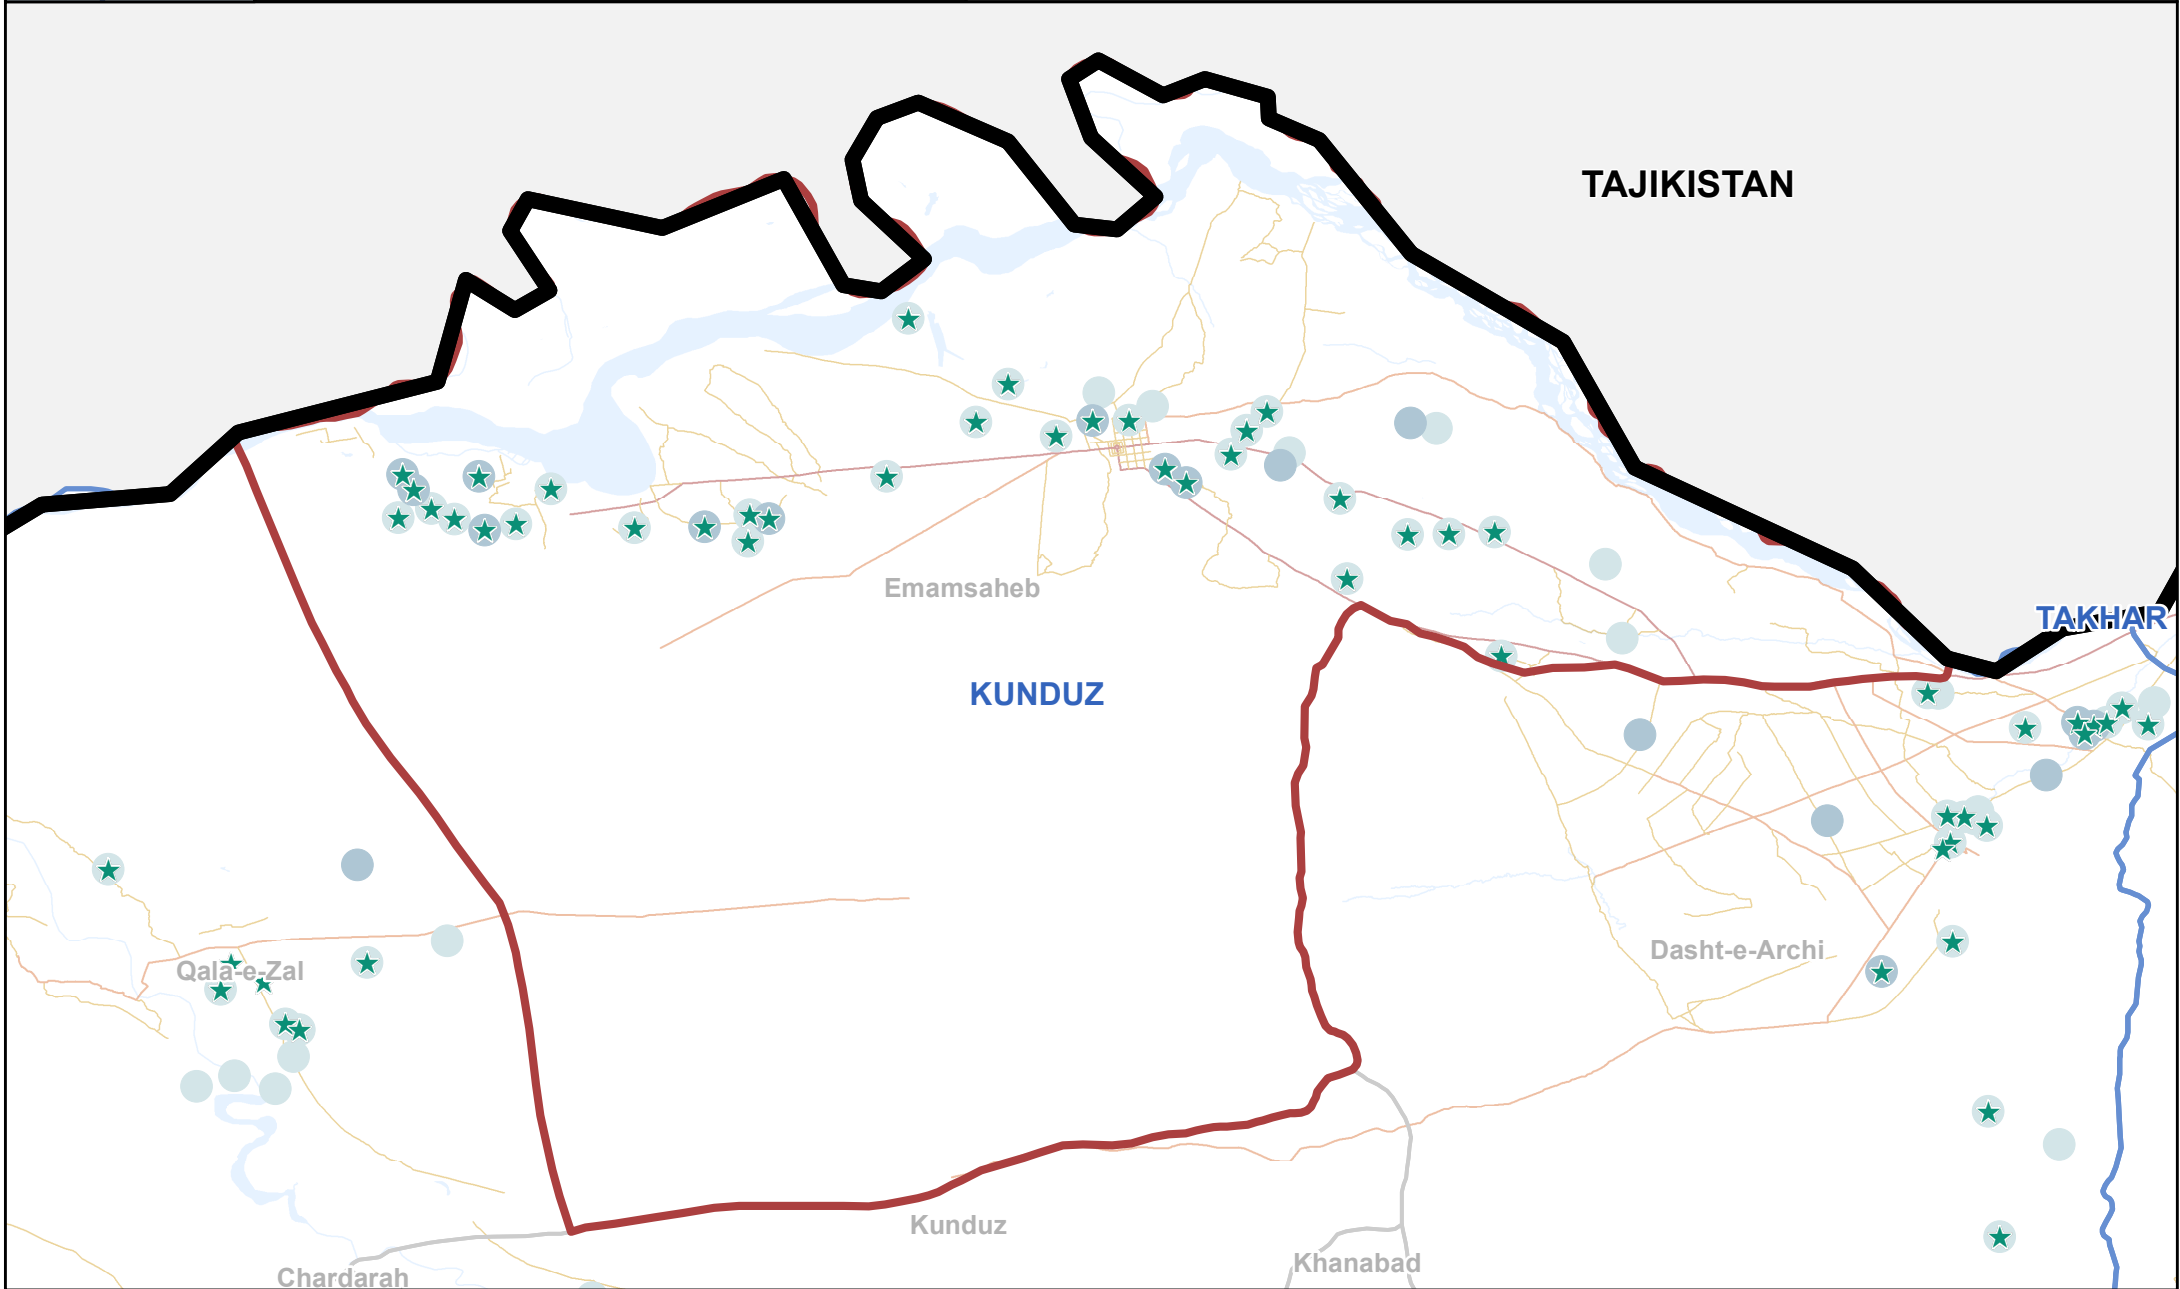 TAJIKISTAN
Emamsaheb
TAKHAR
KUNDUZ
Dasht-e-Archi
Qala-e-Zal
Kunduz
Khanabad
Chardarah